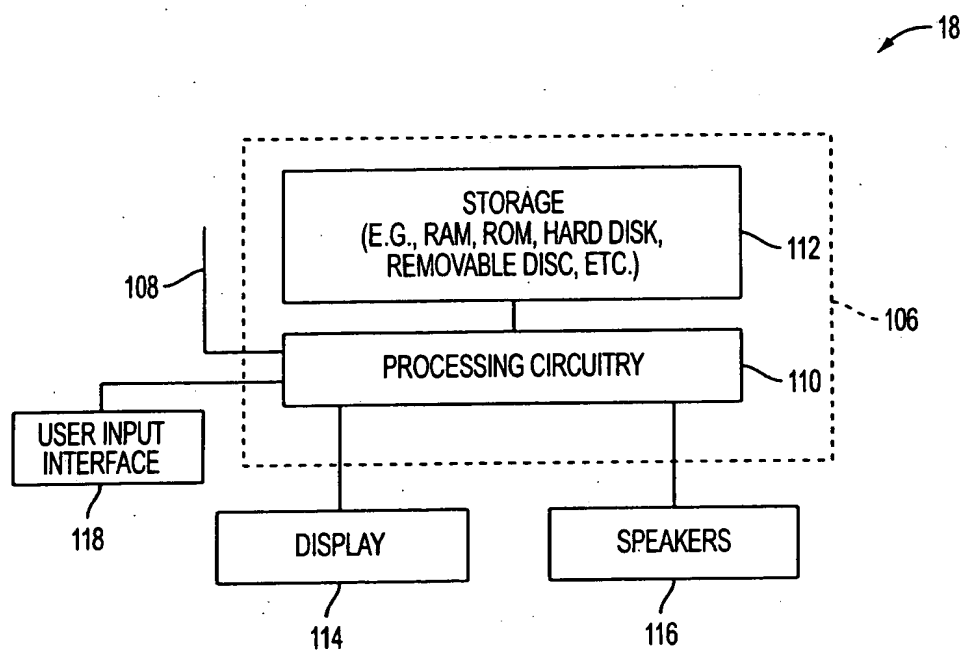 18
STORAGE
(E.G., RAM, ROM, HARD DISK,
REMOVABLE DISC, ETC.)
112
108
106
PROCESSING CIRCUITRY
110
USER INPUT
INTERFACE
118
DISPLAY
SPEAKERS
114
116